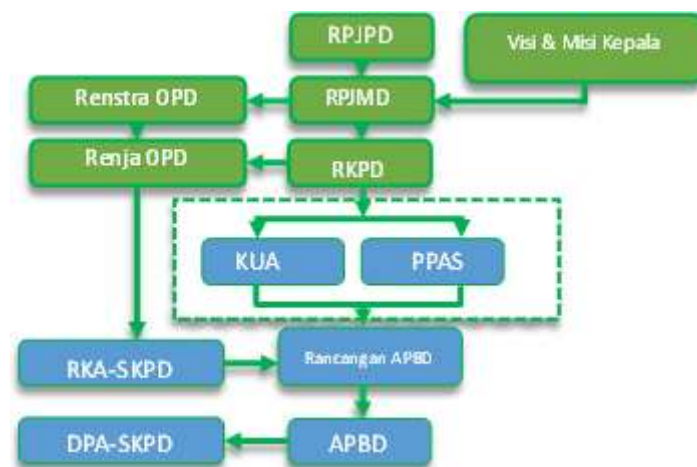 RPJPD
Visi & Misi Kepala
Renstra OPD
RPJMD
Renja OPD
RKPD
KUA
PPAS
RKA-SKPD
Rancangan APBD
DPA-SKPD
APBD